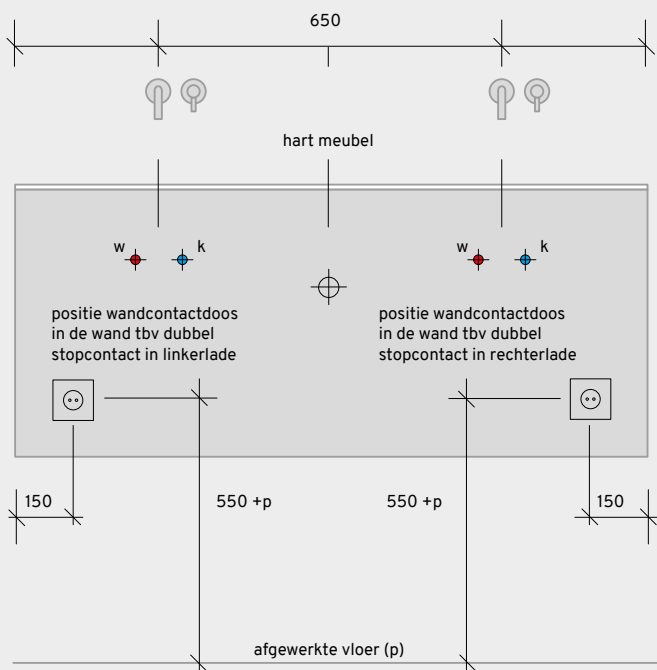 650
hart meubel
w k w k
positie wandcontactdoos
in de wand tbv dubbel
stopcontact in linkerlade
positie wandcontactdoos
in de wand tbv dubbel
stopcontact in rechterlade
150 550 +p 550 +p 150
afgewerkte vloer (p)